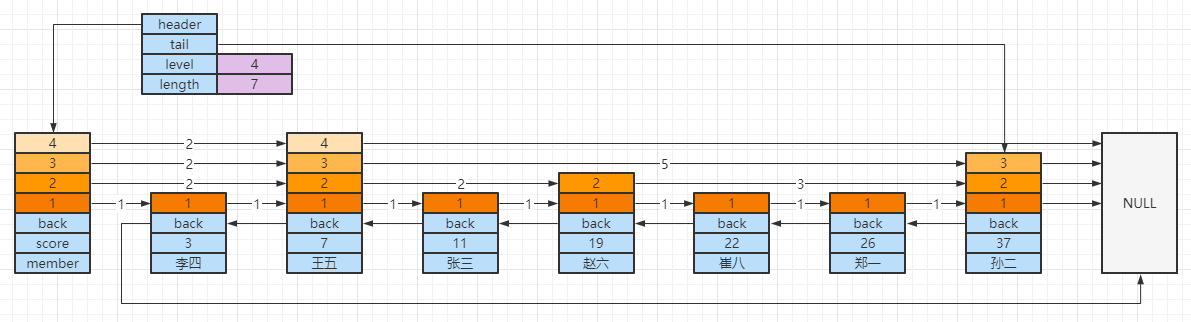 header
tail
level 4
length 7
4 2 4
3 2 3 5 3
2 2 2 2 2 3 2
1 1 1 1 1 1 1 1 1 1 1 1 1 1 1 NULL
back back back back back back back back
score 3 7 11 19 22 26 37
member 李四 王五 张三 赵六 崔八 郑一 孙二